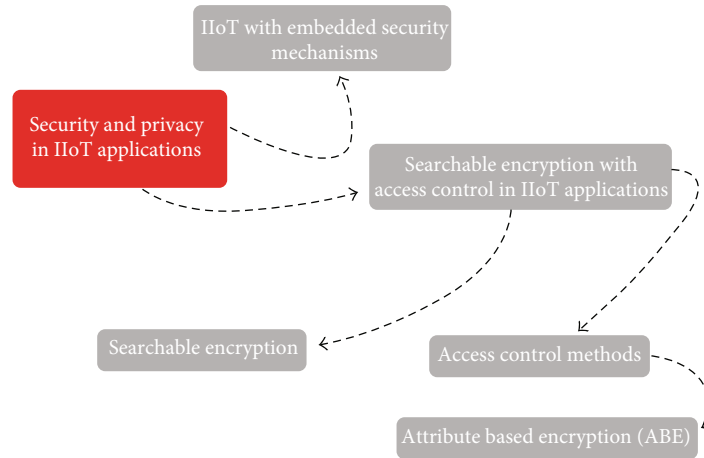 IIoT with embedded security
mechanisms
Security and privacy
in IIoT applications
Searchable encryption with
access control in IIoT applications
Searchable encryption
Access control methods
Attribute based encryption (ABE)